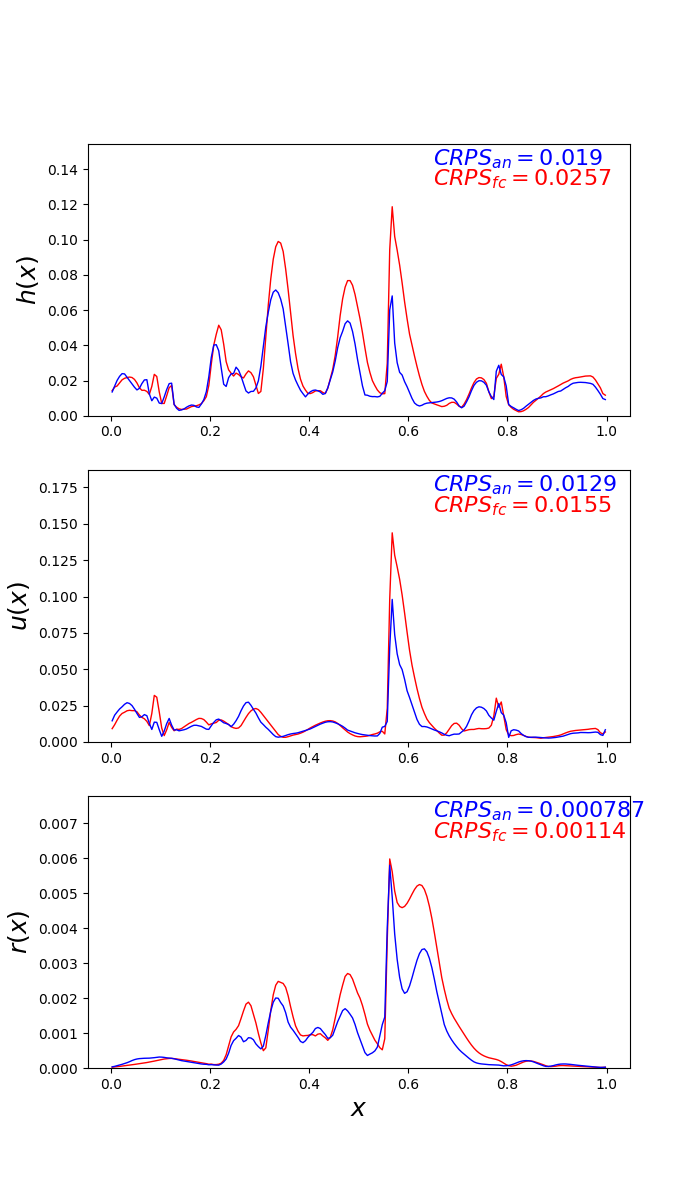 CRPS_an = 0.019
CRPS_fc = 0.0257
h(x)
0.14
0.12
0.10
0.08
0.06
0.04
0.02
0.00
0.0 0.2 0.4 0.6 0.8 1.0
CRPS_an = 0.0129
CRPS_fc = 0.0155
u(x)
0.175
0.150
0.125
0.100
0.075
0.050
0.025
0.000
0.0 0.2 0.4 0.6 0.8 1.0
CRPS_an = 0.000787
CRPS_fc = 0.00114
r(x)
0.007
0.006
0.005
0.004
0.003
0.002
0.001
0.000
0.0 0.2 0.4 0.6 0.8 1.0
x